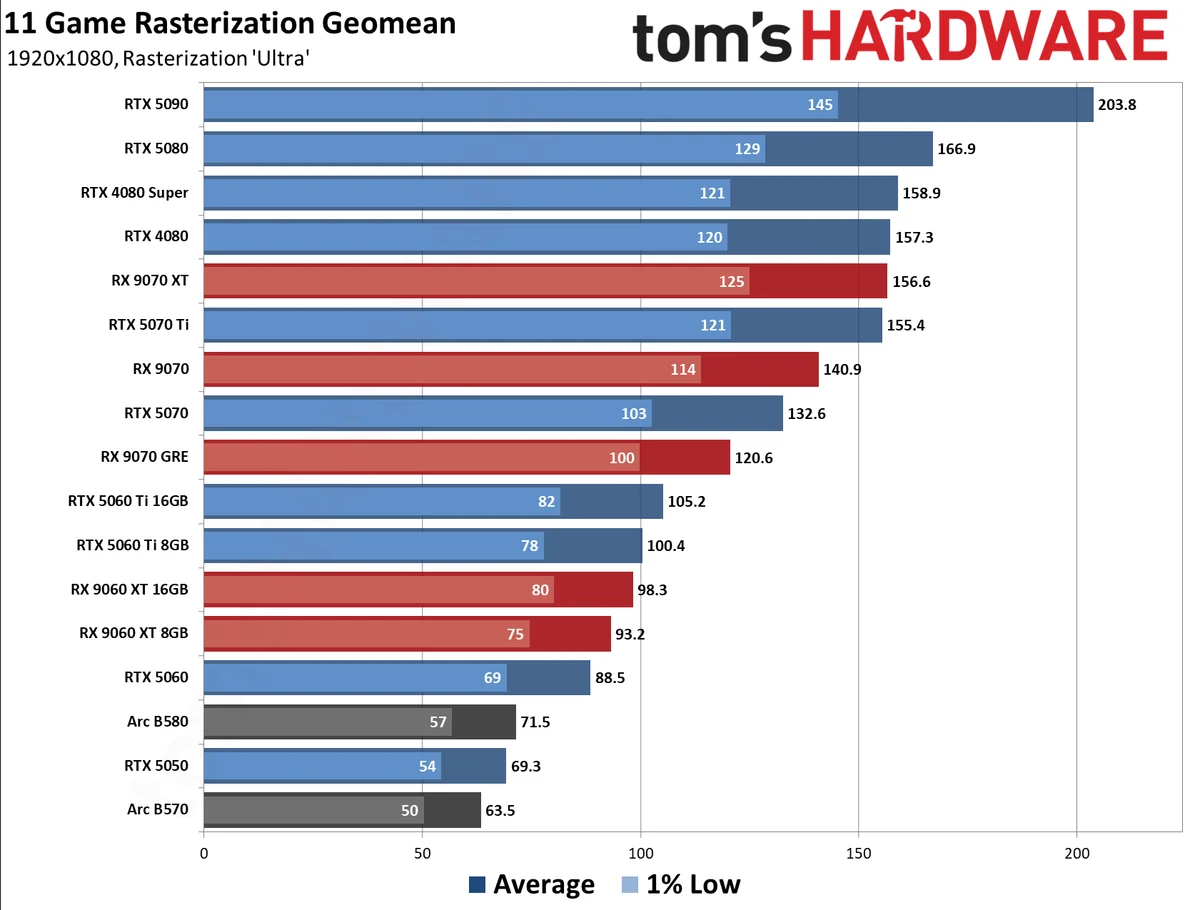 11 Game Rasterization Geomean
tom's HARDWARE
1920x1080, Rasterization 'Ultra'
RTX 5090 145 203.8
RTX 5080 129 166.9
RTX 4080 Super 121 158.9
RTX 4080 120 157.3
RX 9070 XT 125 156.6
RTX 5070 Ti 121 155.4
RX 9070 114 140.9
RTX 5070 103 132.6
RX 9070 GRE 100 120.6
RTX 5060 Ti 16GB 82 105.2
RTX 5060 Ti 8GB 78 100.4
RX 9060 XT 16GB 80 98.3
RX 9060 XT 8GB 75 93.2
RTX 5060 69 88.5
Arc B580 57 71.5
RTX 5050 54 69.3
Arc B570 50 63.5
0 50 100 150 200
Average 1% Low